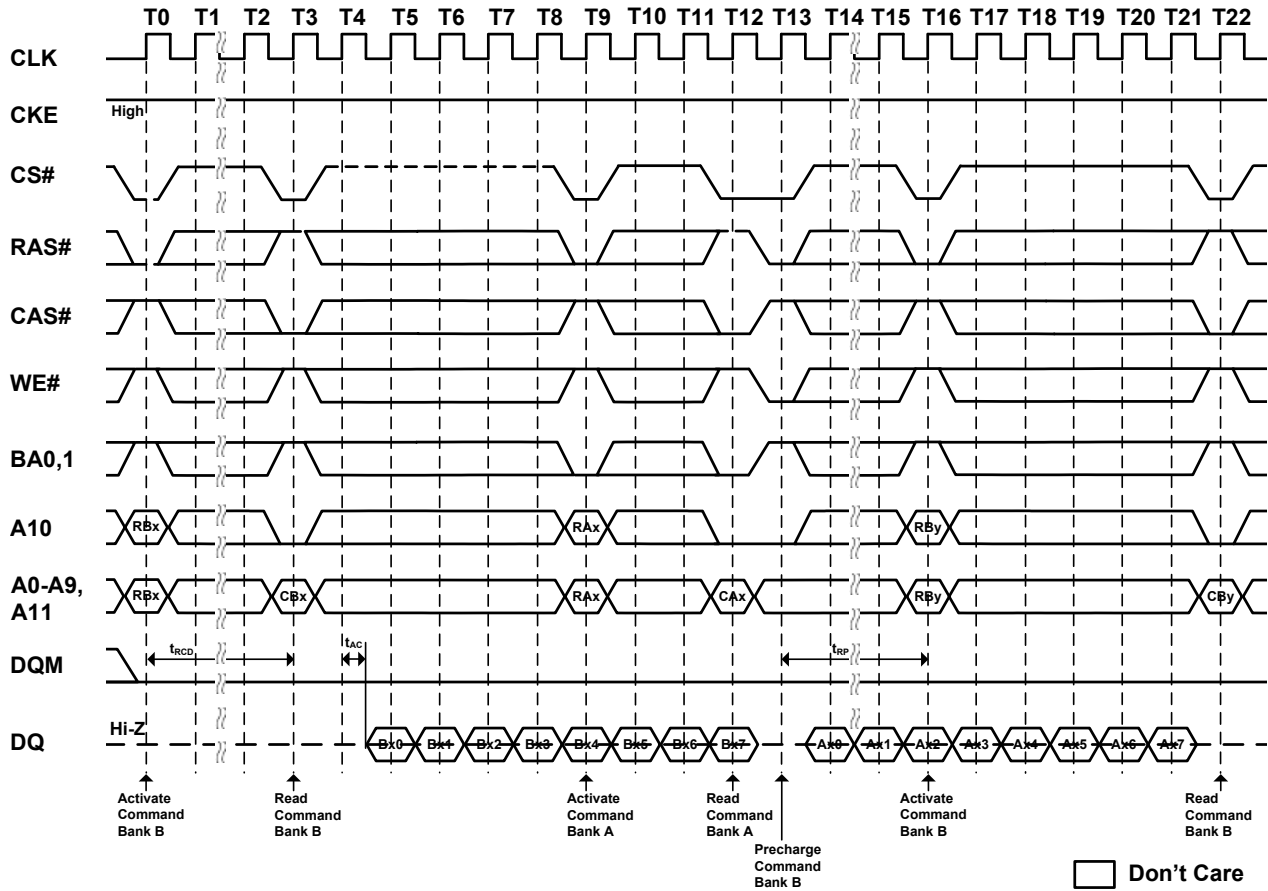 T0 T1 T2 T3 T4 T5 T6 T7 T8 T9 T10 T11 T12 T13 T14 T15 T16 T17 T18 T19 T20 T21 T22
CLK
CKE High
CS#
RAS#
CAS#
WE#
BA0,1
A10 RBx RAx RBy
A0-A9,
A11 RBx CBx RAx CAx RBy CBy
tRCD tAC tRP
DQM
Hi-Z
DQ Bx0 Bx1 Bx2 Bx3 Bx4 Bx5 Bx6 Bx7 Ax0 Ax1 Ax2 Ax3 Ax4 Ax5 Ax6 Ax7
Activate
Command
Bank B
Read
Command
Bank B
Activate
Command
Bank A
Read
Command
Bank A
Precharge
Command
Bank B
Activate
Command
Bank B
Read
Command
Bank B
Don't Care